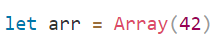 let arr = Array(42)